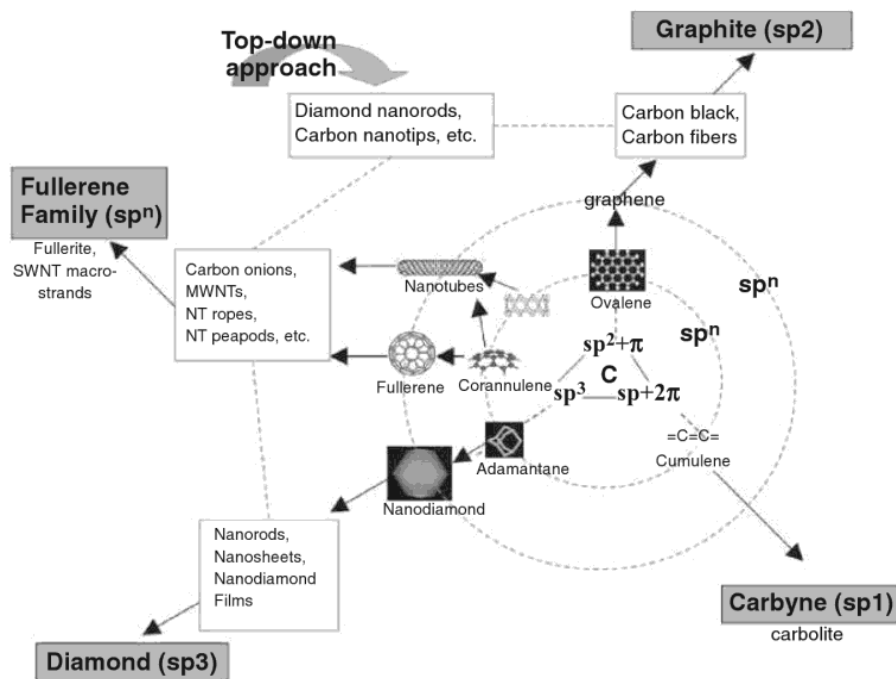 Graphite (sp2)
Top-down
approach
Diamond nanorods,
Carbon nanotips, etc.
Carbon black,
Carbon fibers
Fullerene
Family (spⁿ)
Fullerite,
SWNT macro-
strands
graphene
Carbon onions,
MWNTs,
NT ropes,
NT peapods, etc.
Nanotubes
Ovalene
spⁿ
spⁿ
sp²+π
C
sp³
sp+2π
Fullerene
Corannulene
=C=C=
Cumulene
Adamantane
Nanodiamond
Nanorods,
Nanosheets,
Nanodiamond
Films
Carbyne (sp1)
carbolite
Diamond (sp3)